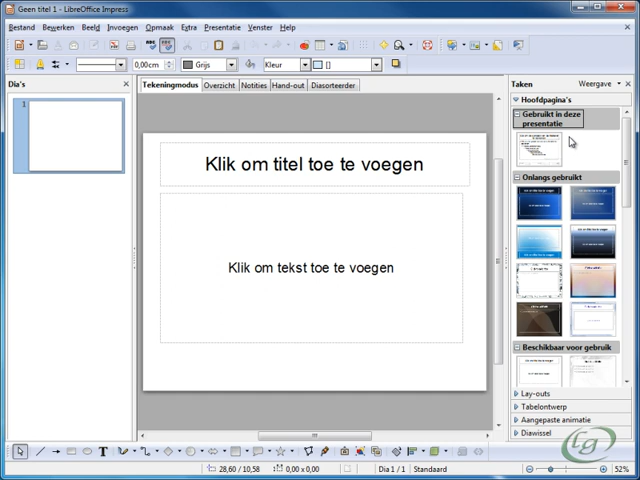 Geen titel 1 - LibreOffice Impress
Bestand Bewerken Beeld Invoegen Opmaak Extra Presentatie Venster Help
0,00cm Grijs Kleur
Dia's
1
Tekeningmodus Overzicht Notities Hand-out Diasorteerder
Klik om titel toe te voegen
Klik om tekst toe te voegen
Taken Weergave
Hoofdpagina's
Gebruikt in deze
presentatie
Onlangs gebruikt
Beschikbaar voor gebruik
Lay-outs
Tabelontwerp
Aangepaste animatie
Diawissel
lg
28,60 / 10,58 0,00 x 0,00 Dia 1 / 1 Standaard 52%